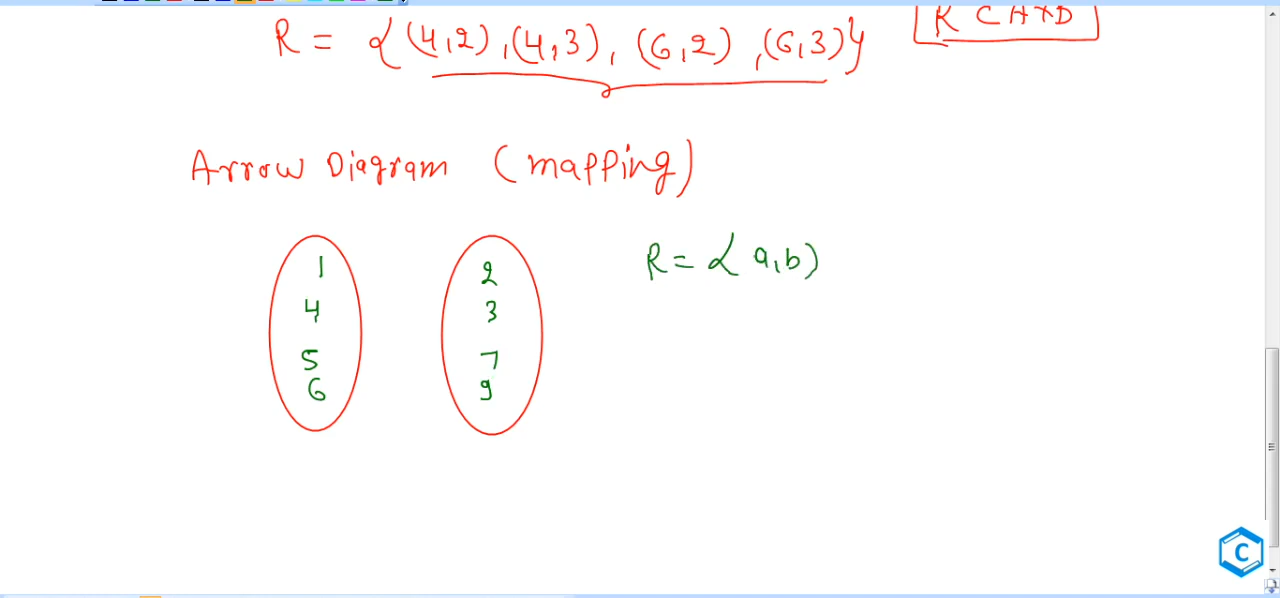 R = {(4,2),(4,3),(6,2),(6,3)}
R ⊂ A×B
Arrow Diagram (mapping)
R = { a,b)
1
4
5
6
2
3
7
9
C